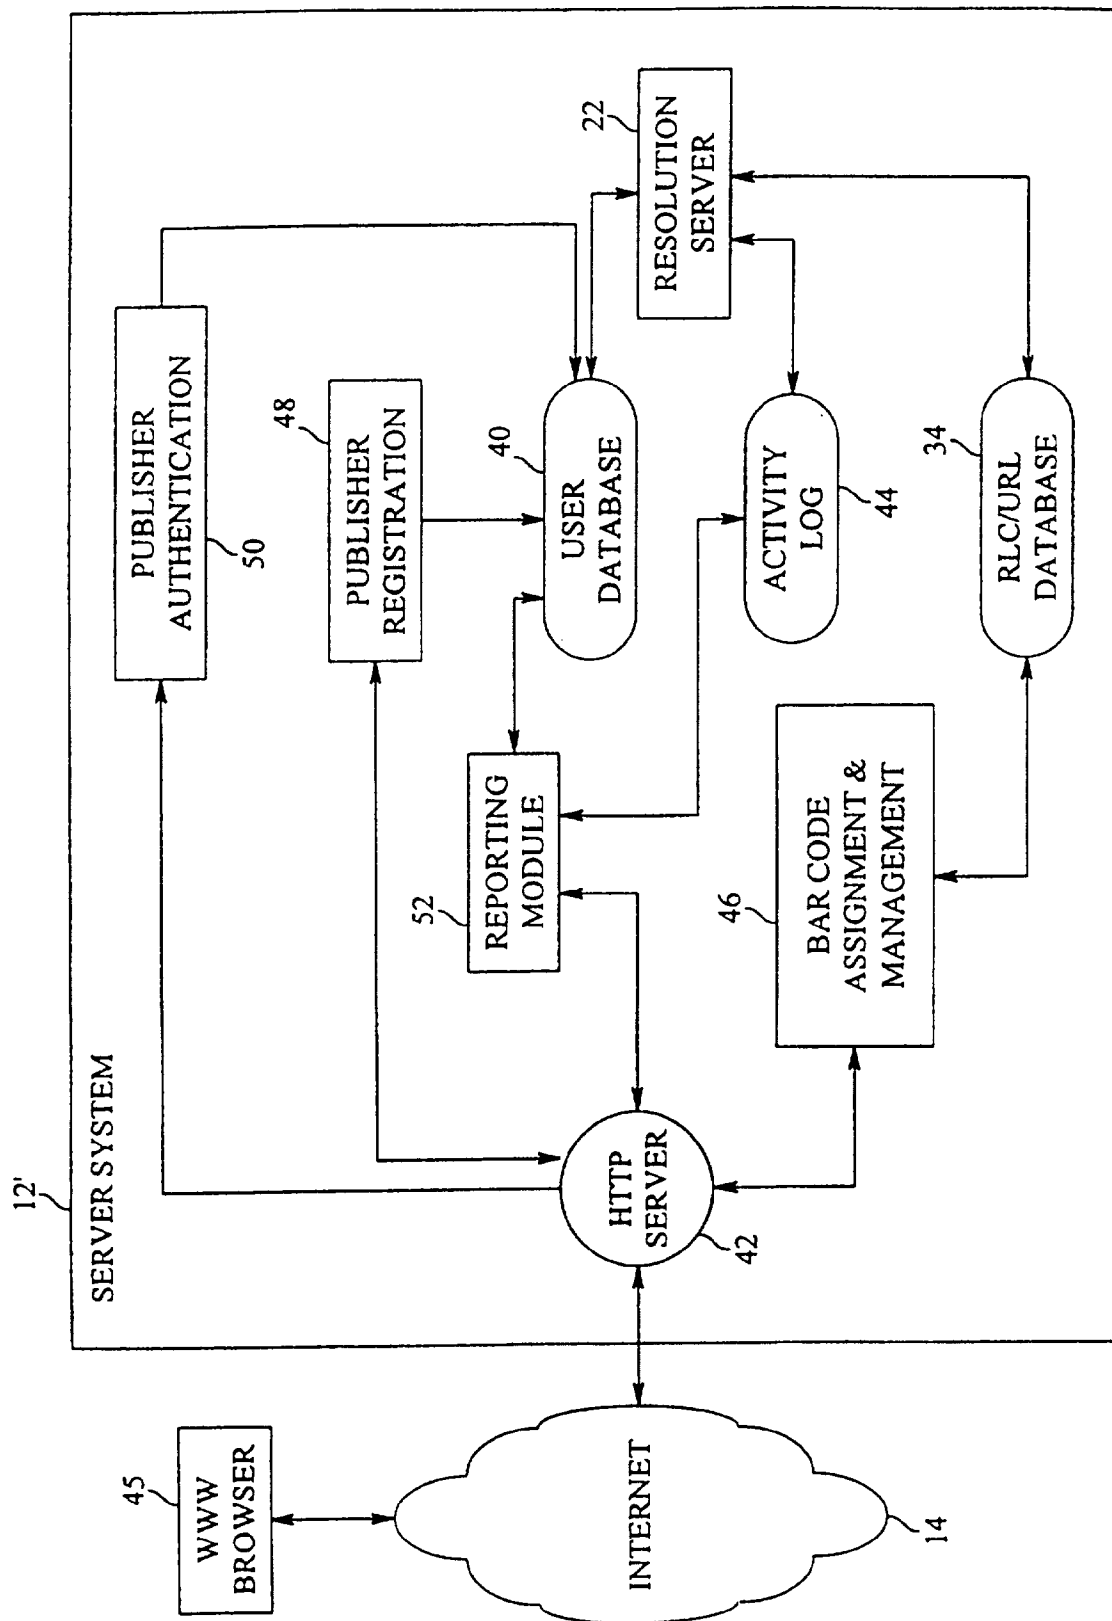 12'
SERVER SYSTEM
45
WWW
BROWSER
INTERNET
14
HTTP
SERVER
42
PUBLISHER
AUTHENTICATION
50
48
PUBLISHER
REGISTRATION
52
REPORTING
MODULE
40
USER
DATABASE
22
RESOLUTION
SERVER
ACTIVITY
LOG
44
46
BAR CODE
ASSIGNMENT &
MANAGEMENT
34
RLC/URL
DATABASE